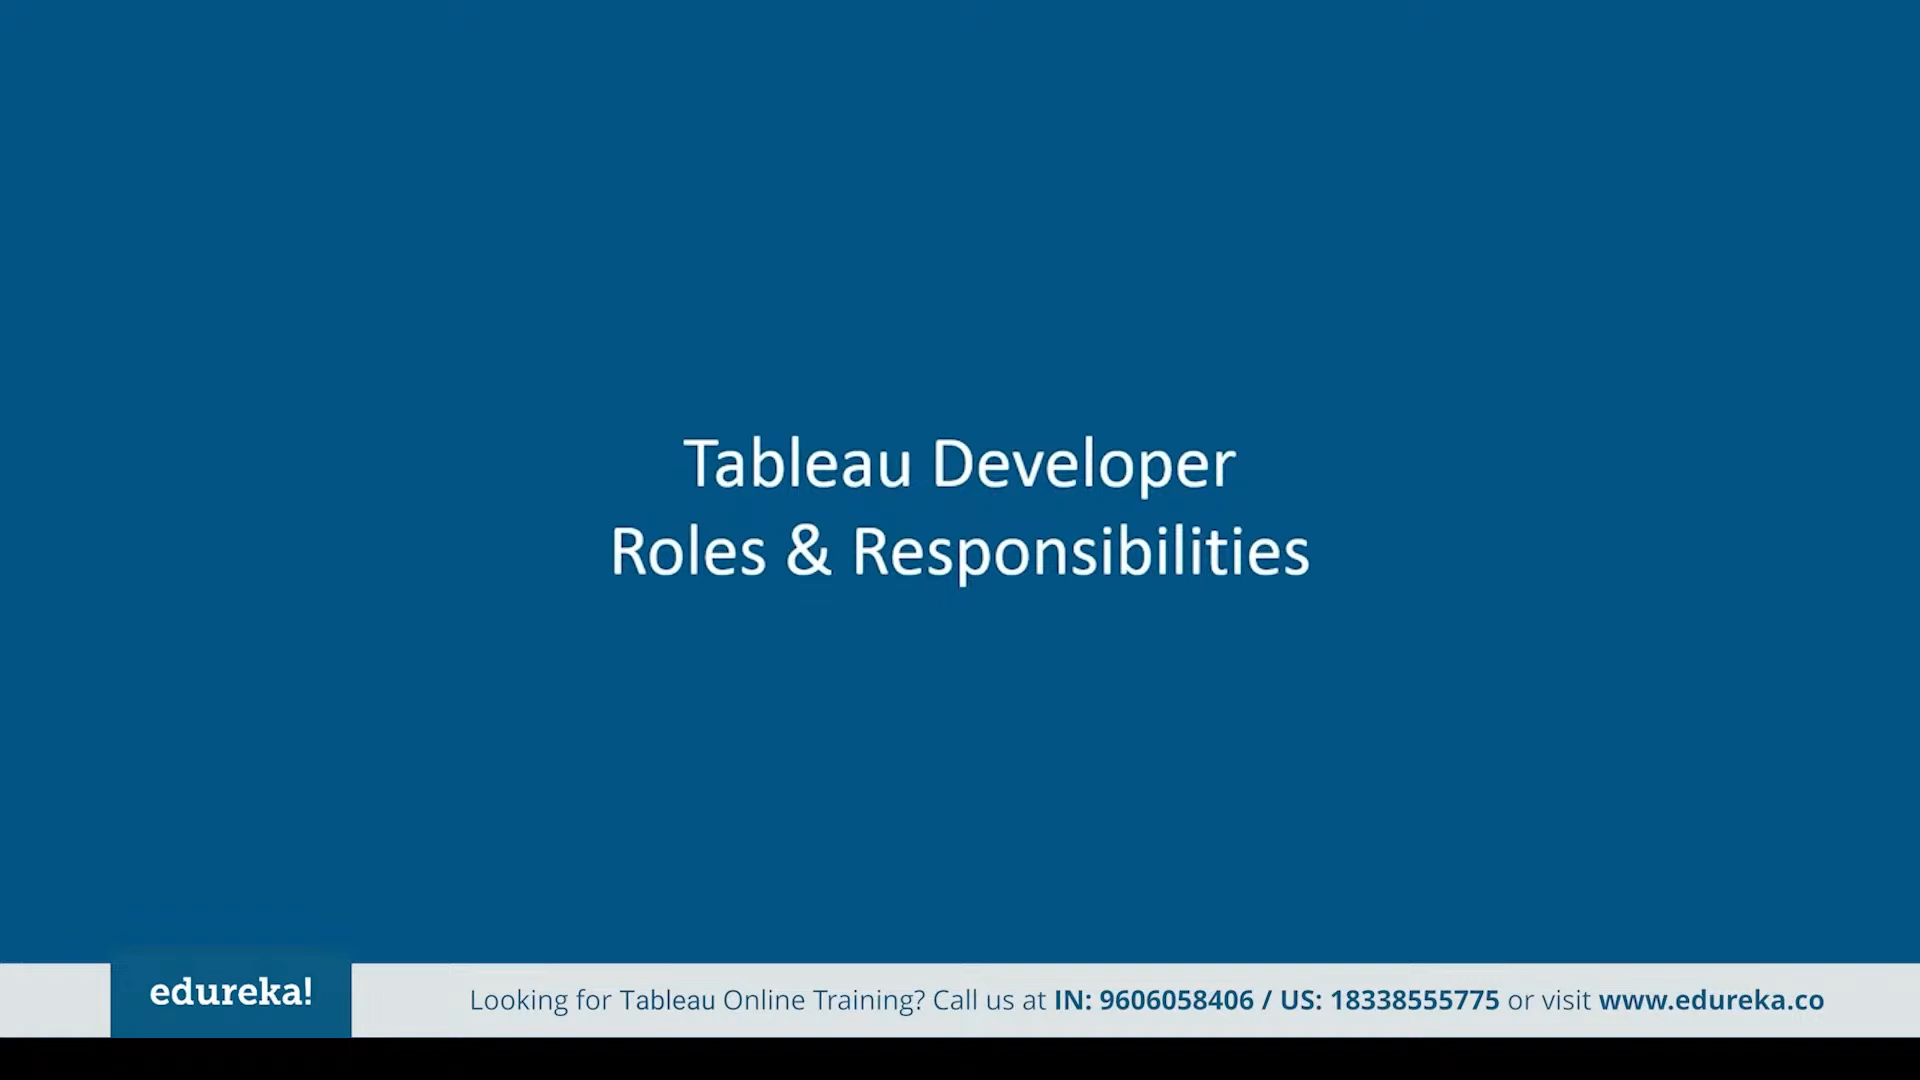 Tableau Developer
Roles & Responsibilities
edureka!
Looking for Tableau Online Training? Call us at IN: 9606058406 / US: 18338555775 or visit www.edureka.co